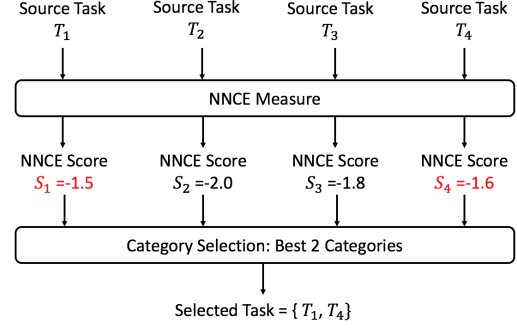 Source Task Source Task Source Task Source Task
T1 T2 T3 T4
NNCE Measure
NNCE Score NNCE Score NNCE Score NNCE Score
S1 =-1.5 S2 =-2.0 S3 =-1.8 S4 =-1.6
Category Selection: Best 2 Categories
Selected Task = { T1, T4}